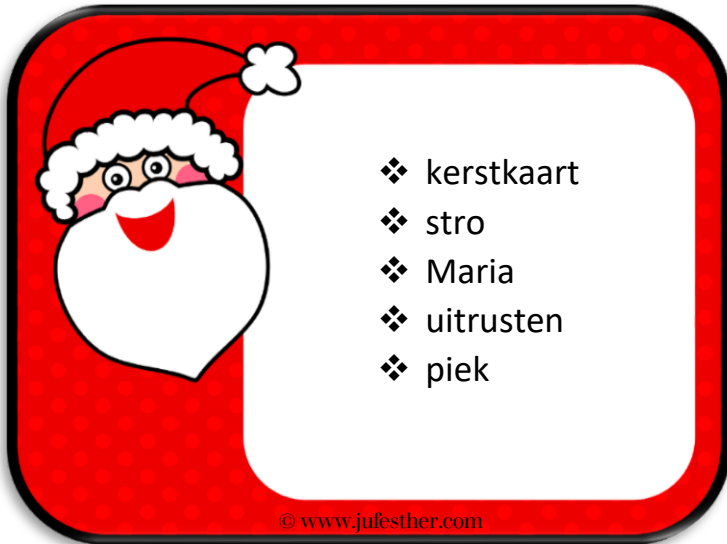 ❖ kerstkaart
❖ stro
❖ Maria
❖ uitrusten
❖ piek
© www.jufesther.com